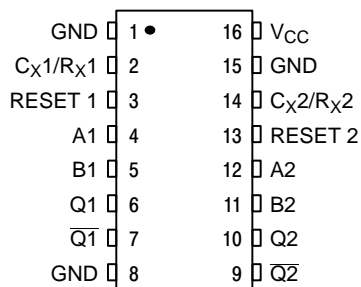 GND 1 16 VCC
CX1/RX1 2 15 GND
RESET 1 3 14 CX2/RX2
A1 4 13 RESET 2
B1 5 12 A2
Q1 6 11 B2
Q1 7 10 Q2
GND 8 9 Q2